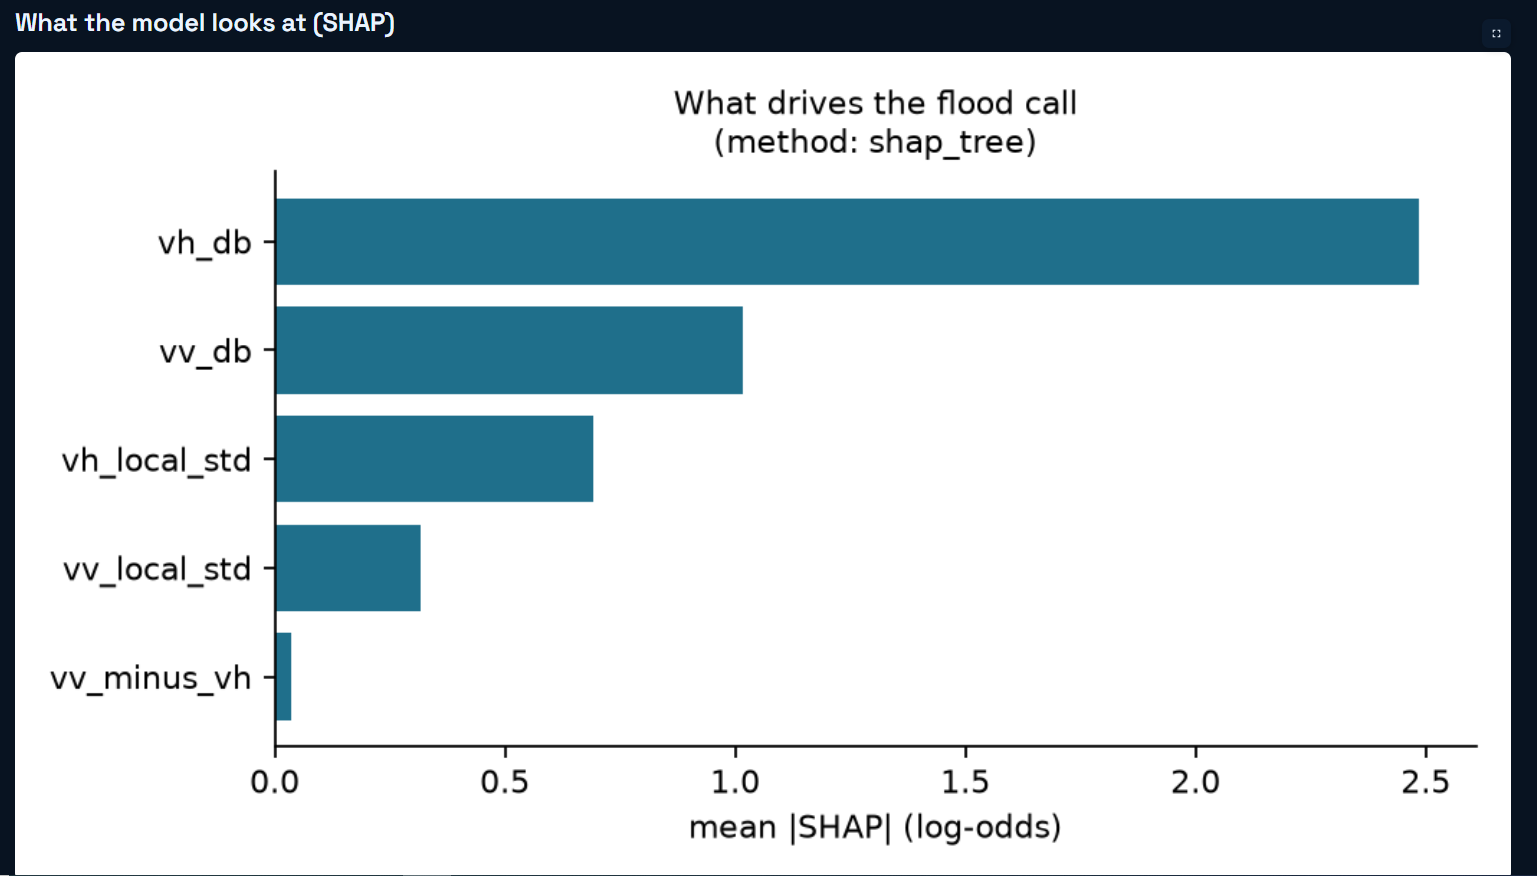 What the model looks at (SHAP)
What drives the flood call
(method: shap_tree)
vh_db
vv_db
vh_local_std
vv_local_std
vv_minus_vh
0.0 0.5 1.0 1.5 2.0 2.5
mean |SHAP| (log-odds)